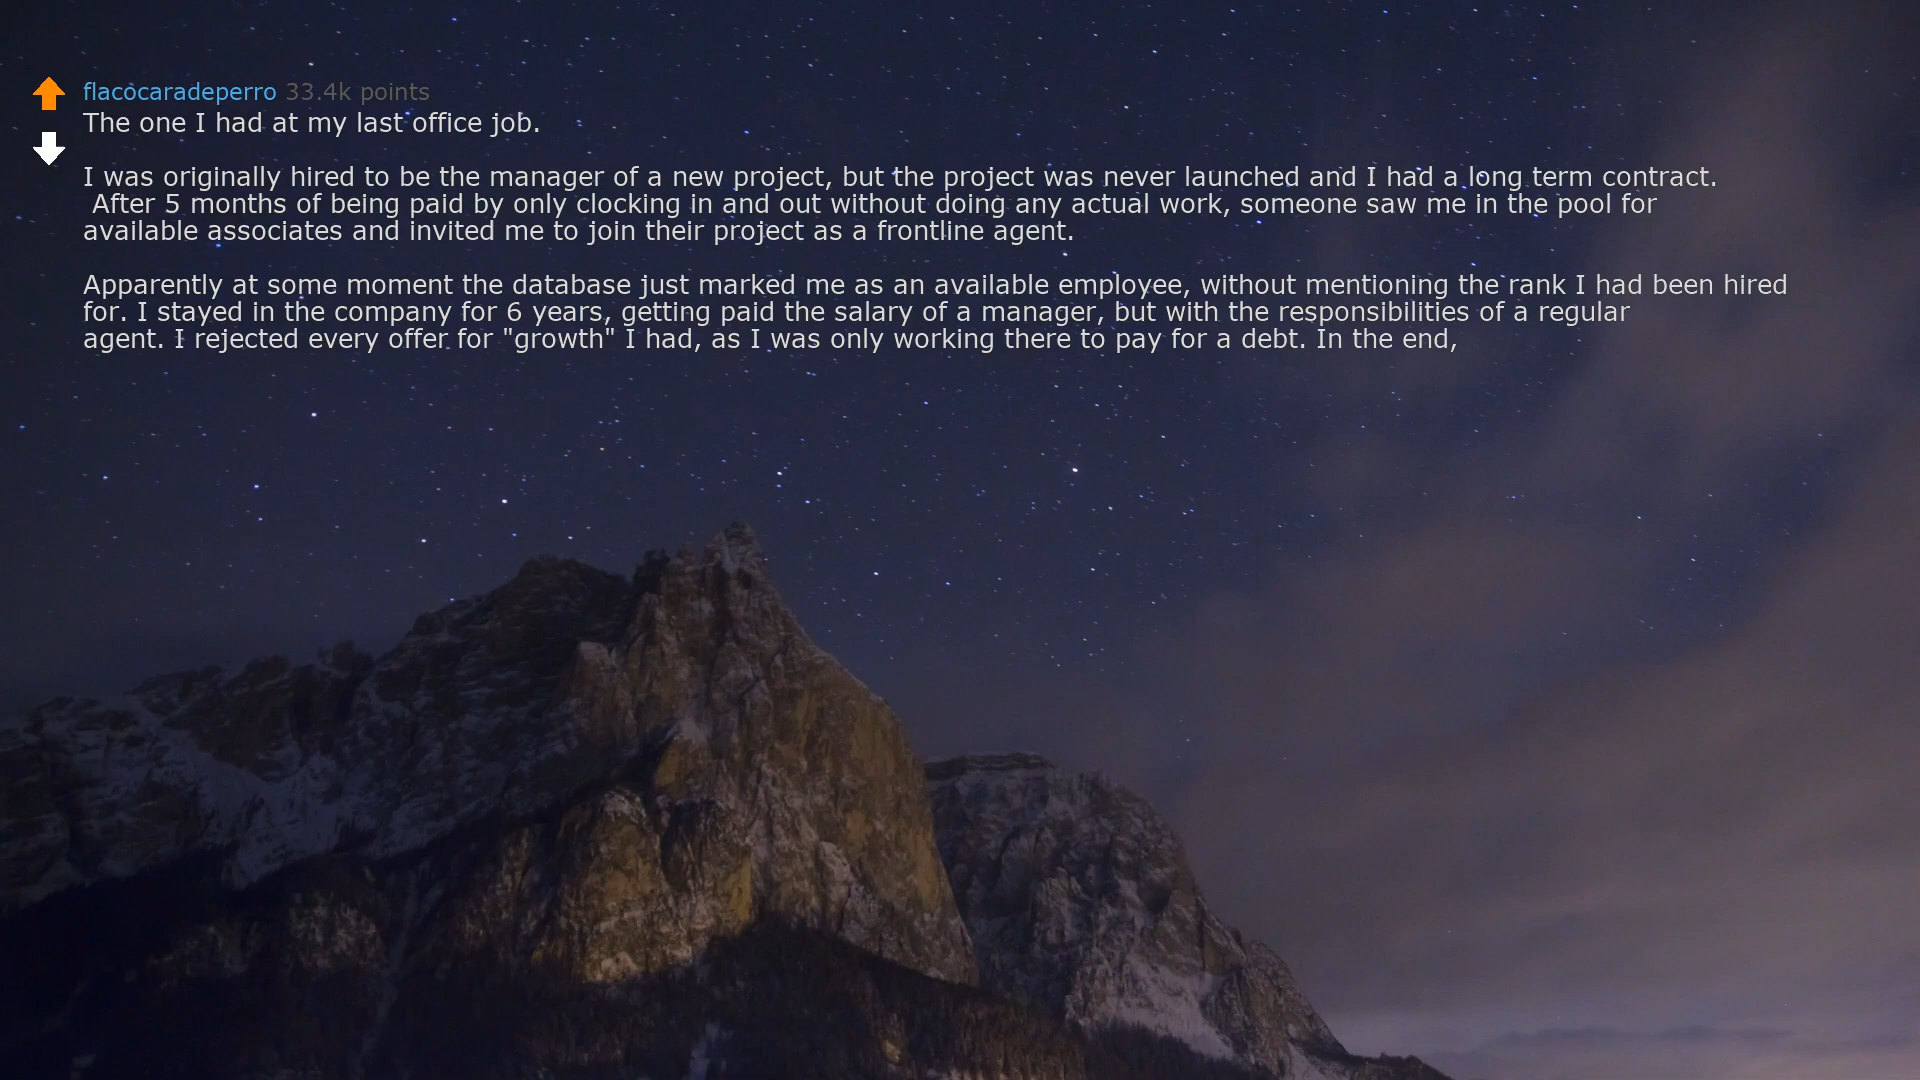 flacocaradeperro 33.4k points
The one I had at my last office job.
I was originally hired to be the manager of a new project, but the project was never launched and I had a long term contract.
After 5 months of being paid by only clocking in and out without doing any actual work, someone saw me in the pool for
available associates and invited me to join their project as a frontline agent.
Apparently at some moment the database just marked me as an available employee, without mentioning the rank I had been hired
for. I stayed in the company for 6 years, getting paid the salary of a manager, but with the responsibilities of a regular
agent. I rejected every offer for "growth" I had, as I was only working there to pay for a debt. In the end,